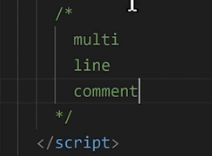 /*
multi
line
comment
*/
</script>